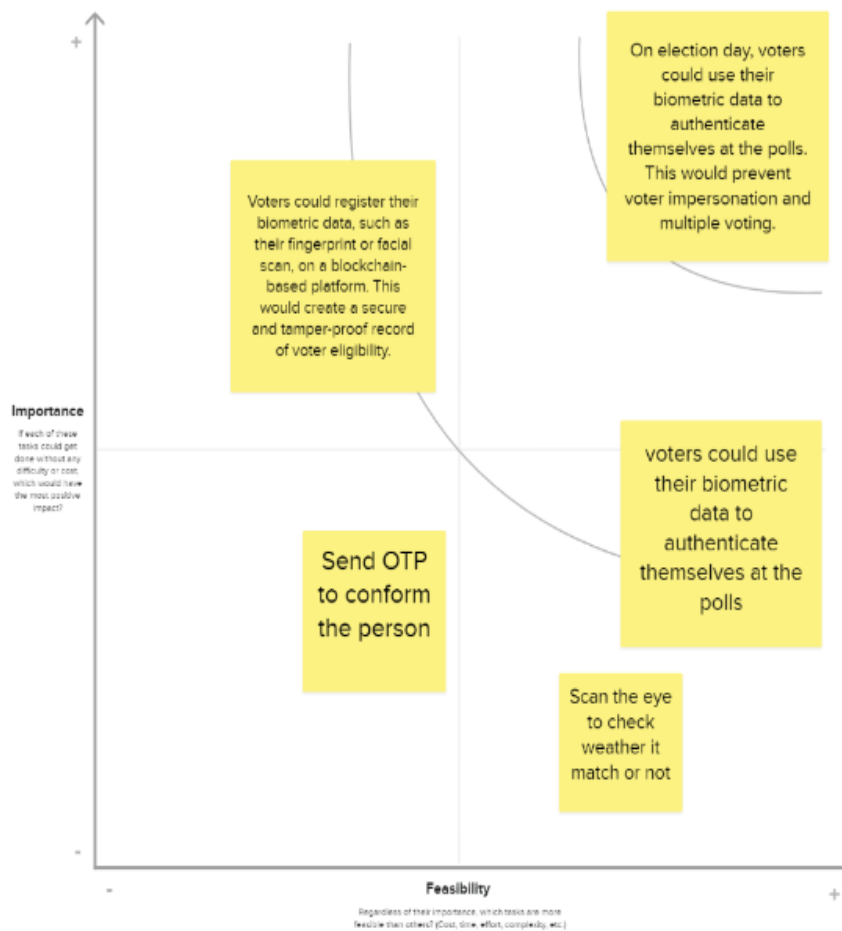 +
On election day, voters
could use their
biometric data to
authenticate
themselves at the polls.
This would prevent
voter impersonation and
multiple voting.
Voters could register their
biometric data, such as
their fingerprint or facial
scan, on a blockchain-
based platform. This
would create a secure
and tamper-proof record
of voter eligibility.
Importance
If each of these
tasks could get
done without any
difficulty or cost,
which would have
the most positive
impact?
voters could use
their biometric
data to
authenticate
themselves at the
polls
Send OTP
to conform
the person
Scan the eye
to check
weather it
match or not
-
-
Feasibility
+
Regardless of their importance, which tasks are more
feasible than others? (Cost, time, effort, complexity, etc.)